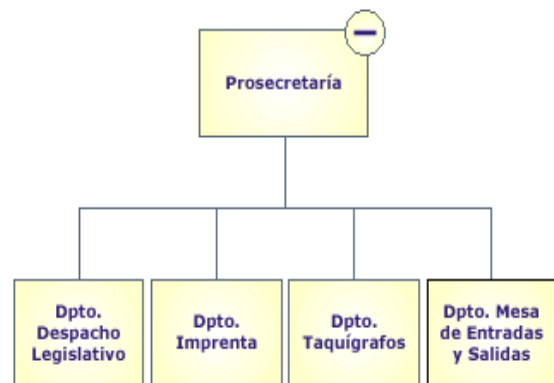 Prosecretaría
Dpto.
Despacho
Legislativo
Dpto.
Imprenta
Dpto.
Taquígrafos
Dpto. Mesa
de Entradas
y Salidas